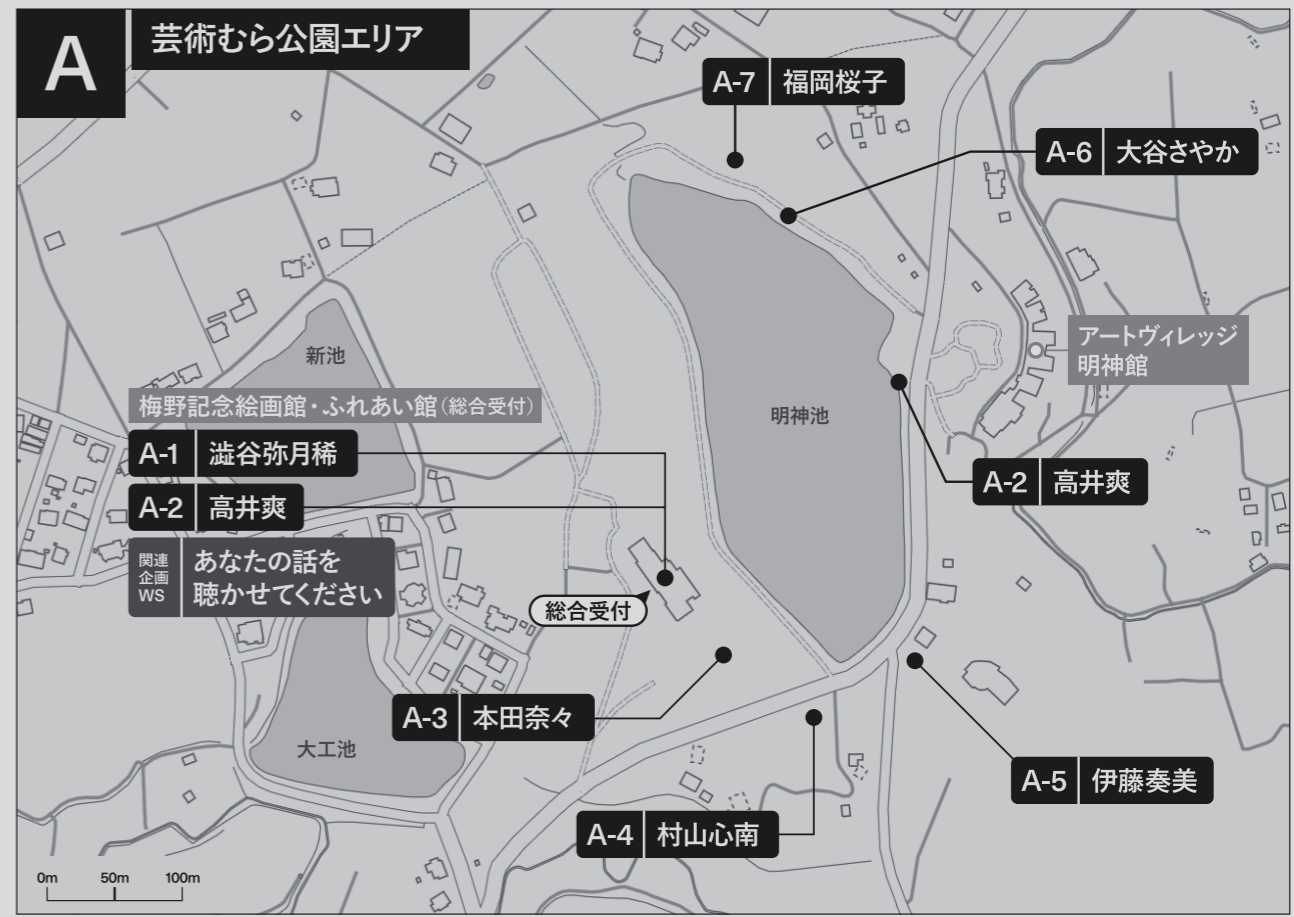 A
芸術むら公園エリア
A-7 福岡桜子
A-6 大谷さやか
アートヴィレッジ
明神館
新池
梅野記念絵画館・ふれあい館(総合受付)
A-1 澁谷弥月稀
A-2 高井爽
関連
企画
WS
あなたの話を
聴かせてください
明神池
A-2 高井爽
総合受付
A-3 本田奈々
大工池
A-5 伊藤奏美
A-4 村山心南
0m 50m 100m